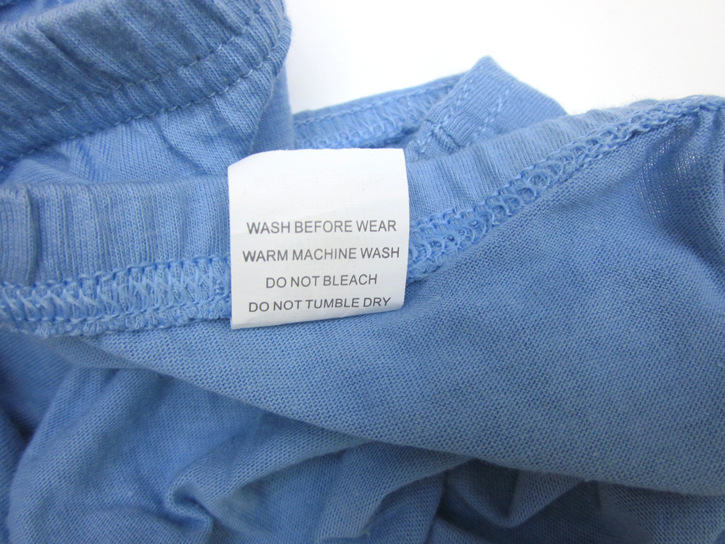 WASH BEFORE WEAR
WARM MACHINE WASH
DO NOT BLEACH
DO NOT TUMBLE DRY